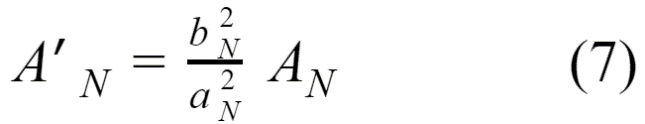 A′_N = \frac{b_N^2}{a_N^2} A_N (7)